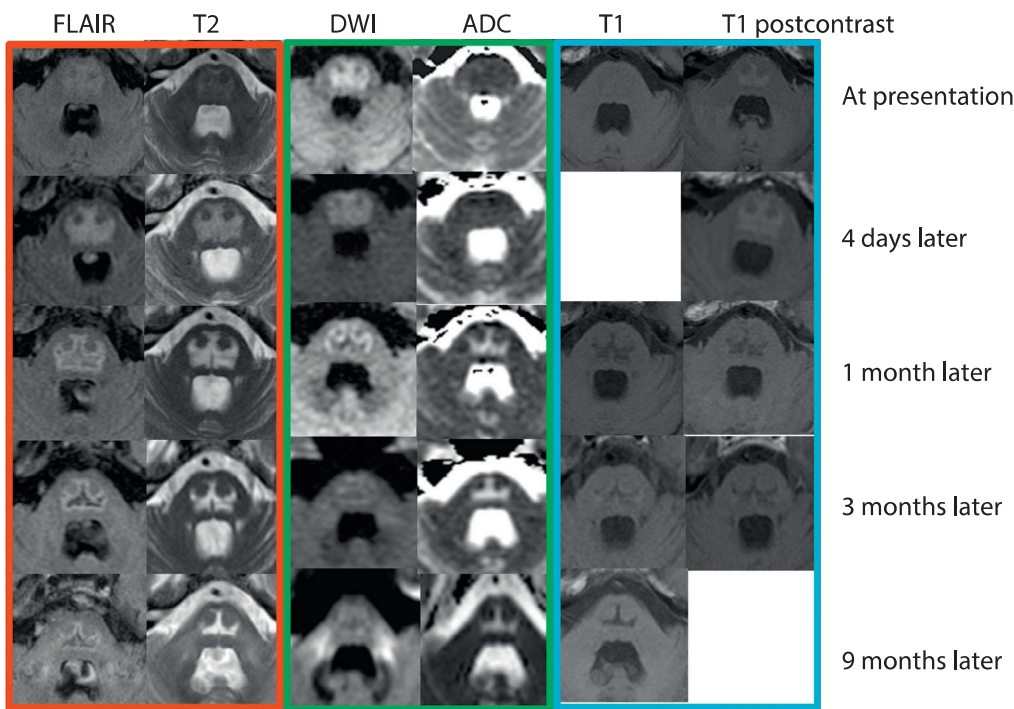 FLAIR T2 DWI ADC T1 T1 postcontrast
At presentation
4 days later
1 month later
3 months later
9 months later